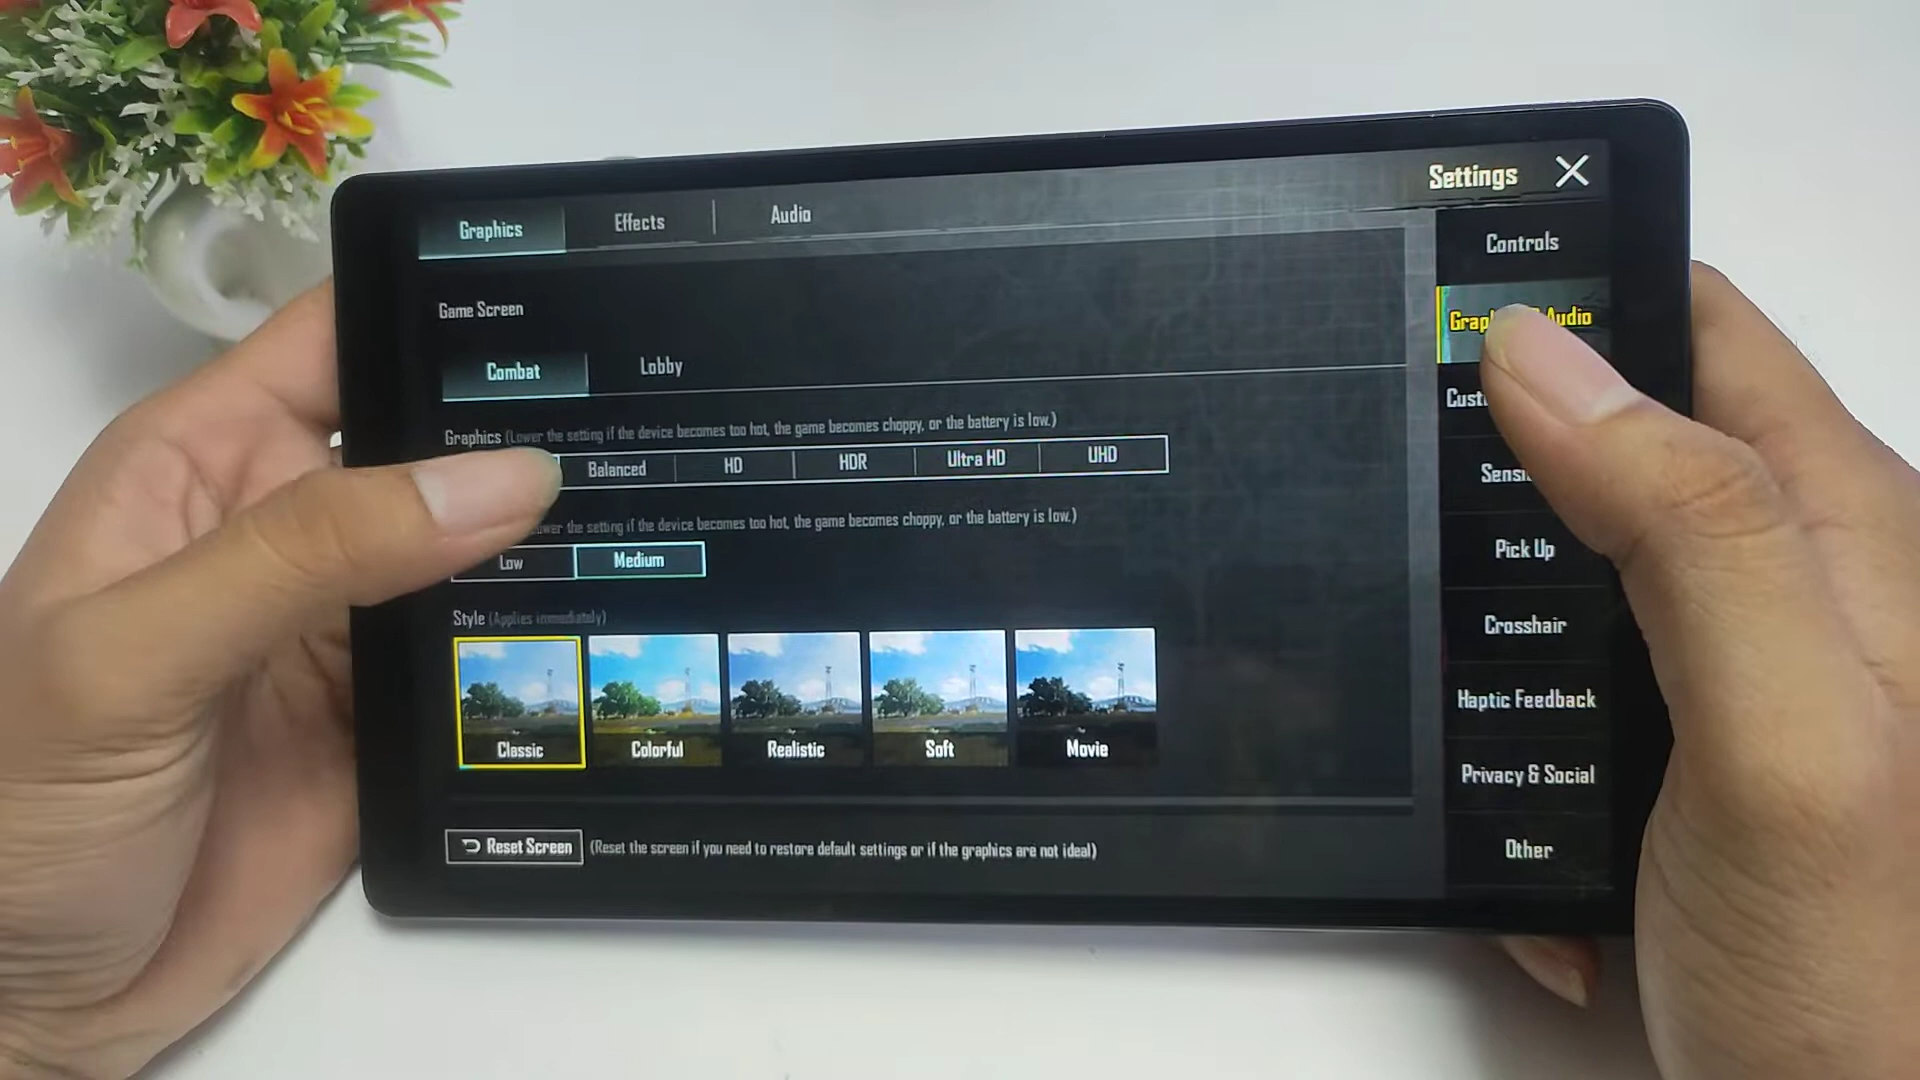 Settings
Graphics
Effects
Audio
Game Screen
Combat
Lobby
Graphics (Lower the setting if the device becomes too hot, the game becomes choppy, or the battery is low.)
Balanced
HD
HDR
Ultra HD
UHD
the setting if the device becomes too hot, the game becomes choppy, or the battery is low.)
Low
Medium
Style (Applies immediately)
Classic
Colorful
Realistic
Soft
Movie
Reset Screen
(Reset the screen if you need to restore default settings or if the graphics are not ideal)
Controls
Audio
Pick Up
Crosshair
Haptic Feedback
Privacy & Social
Other